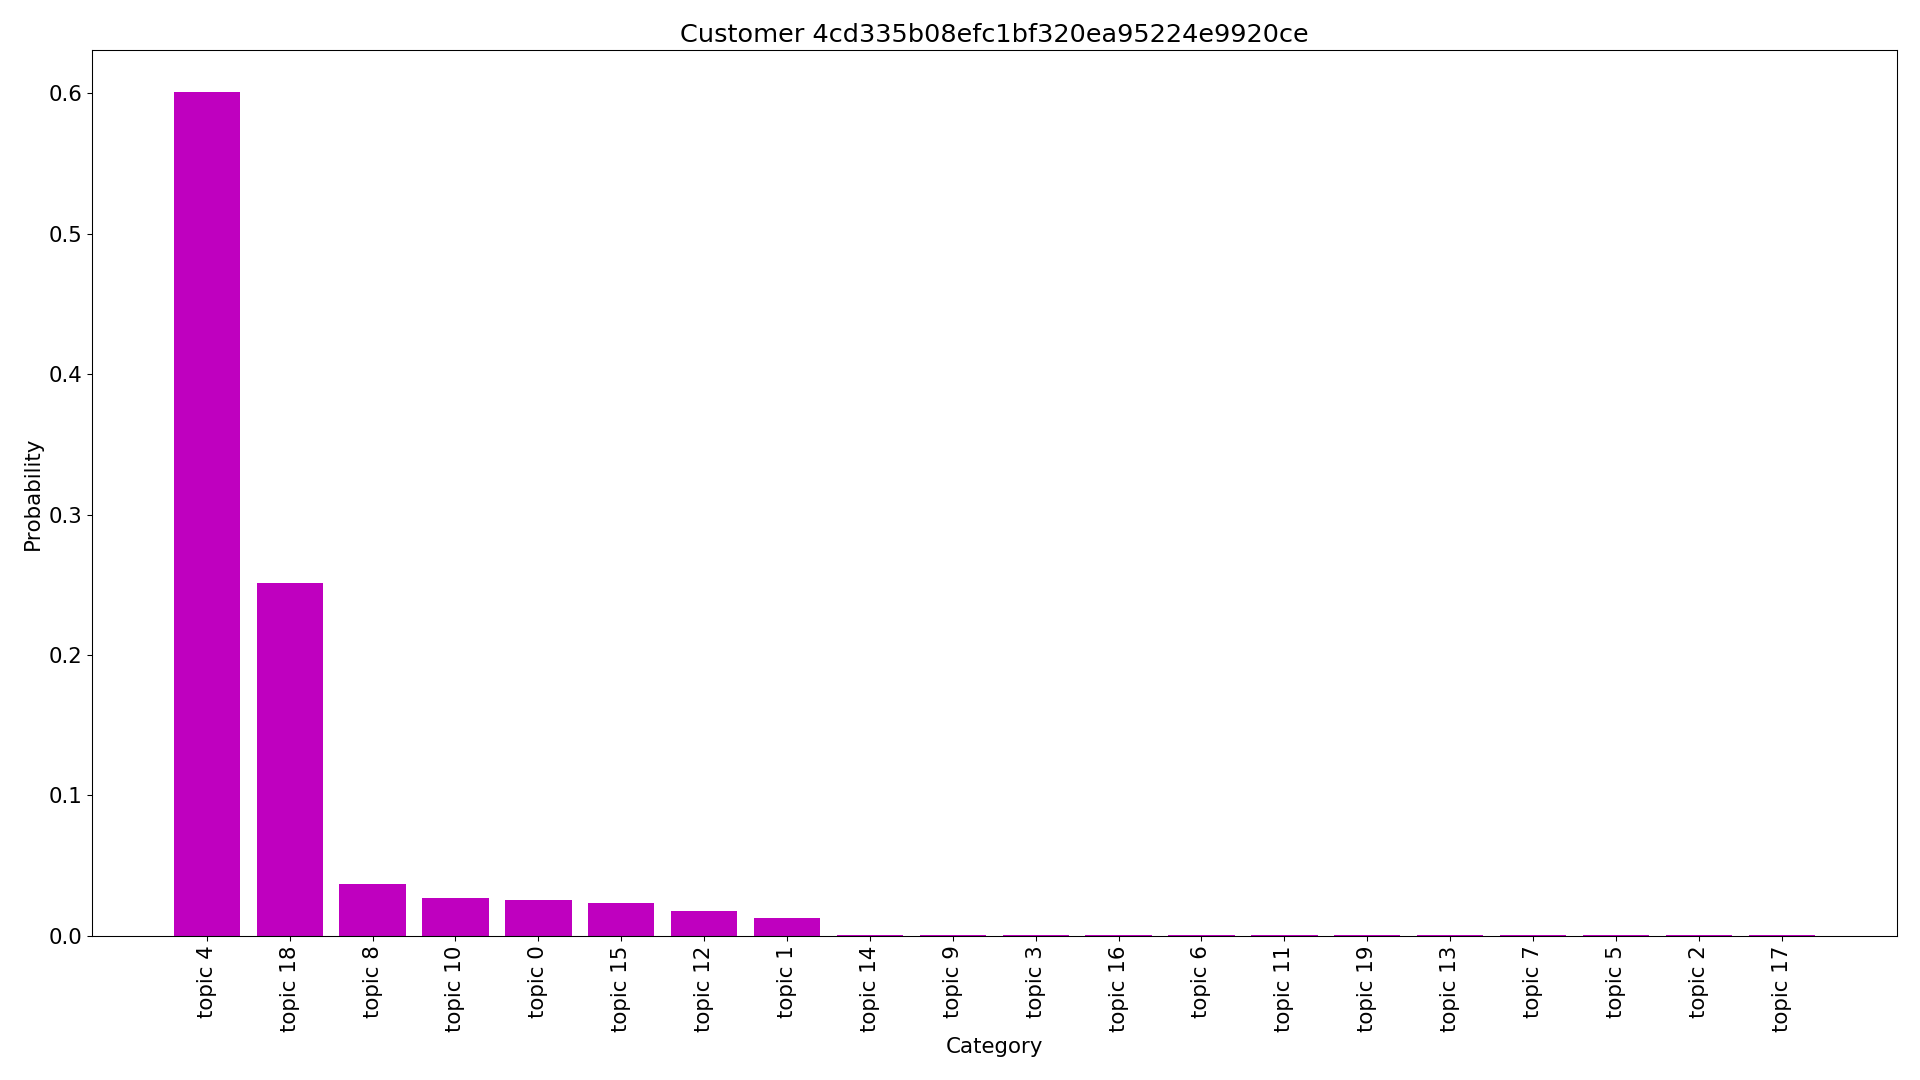 Customer 4cd335b08efc1bf320ea95224e9920ce
Probability
0.6
0.5
0.4
0.3
0.2
0.1
0.0
topic 4
topic 18
topic 8
topic 10
topic 0
topic 15
topic 12
topic 1
topic 14
topic 9
topic 3
topic 16
topic 6
topic 11
topic 19
topic 13
topic 7
topic 5
topic 2
topic 17
Category